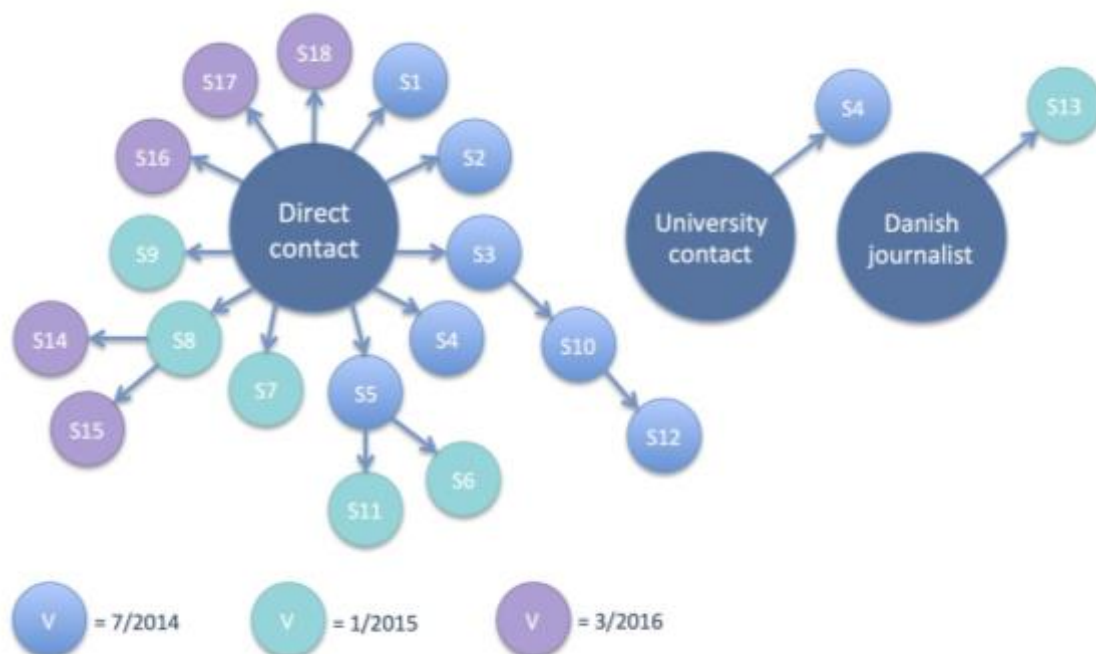 S18
S17
S1
S4
S13
S16
S2
Direct
contact
University
contact
Danish
journalist
S9
S3
S14
S8
S4
S10
S7
S5
S15
S12
S6
S11
V = 7/2014
V = 1/2015
V = 3/2016